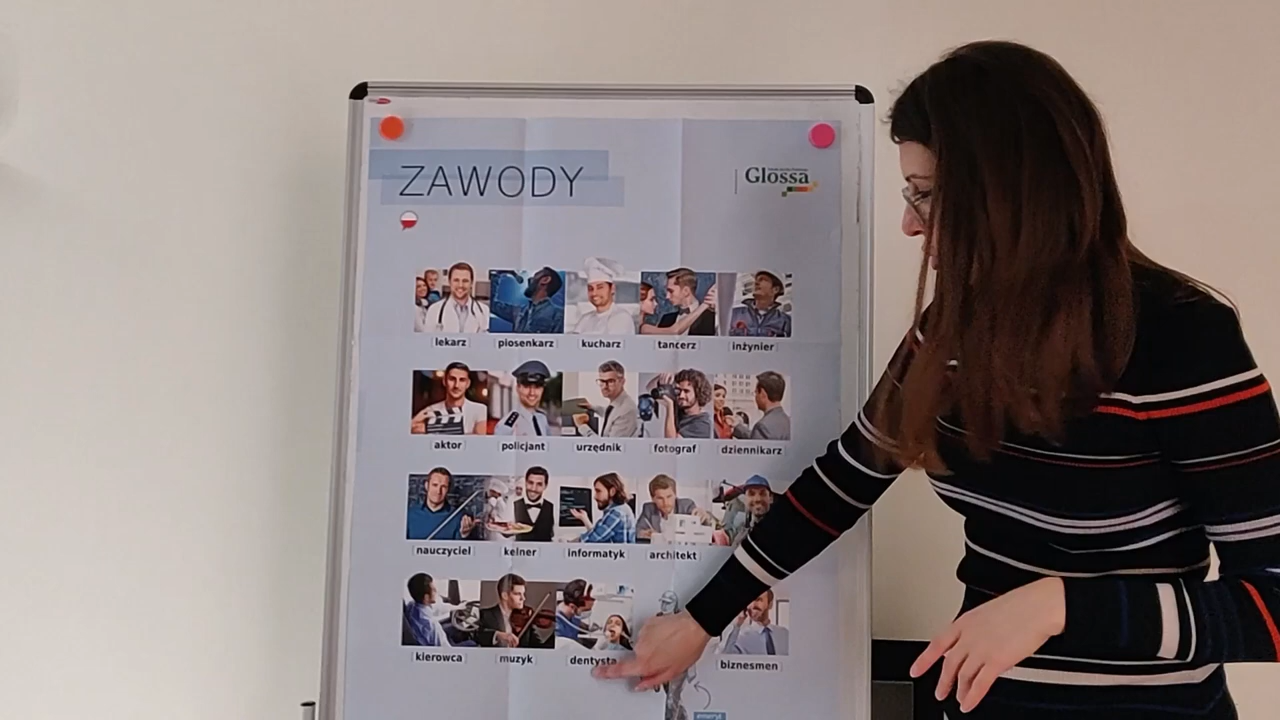 ZAWODY
Glossa
lekarz piosenkarz kucharz tancerz inżynier
aktor policjant urzędnik fotograf dziennikarz
nauczyciel kelner informatyk architekt
kierowca muzyk dentysta biznesmen
emeryt